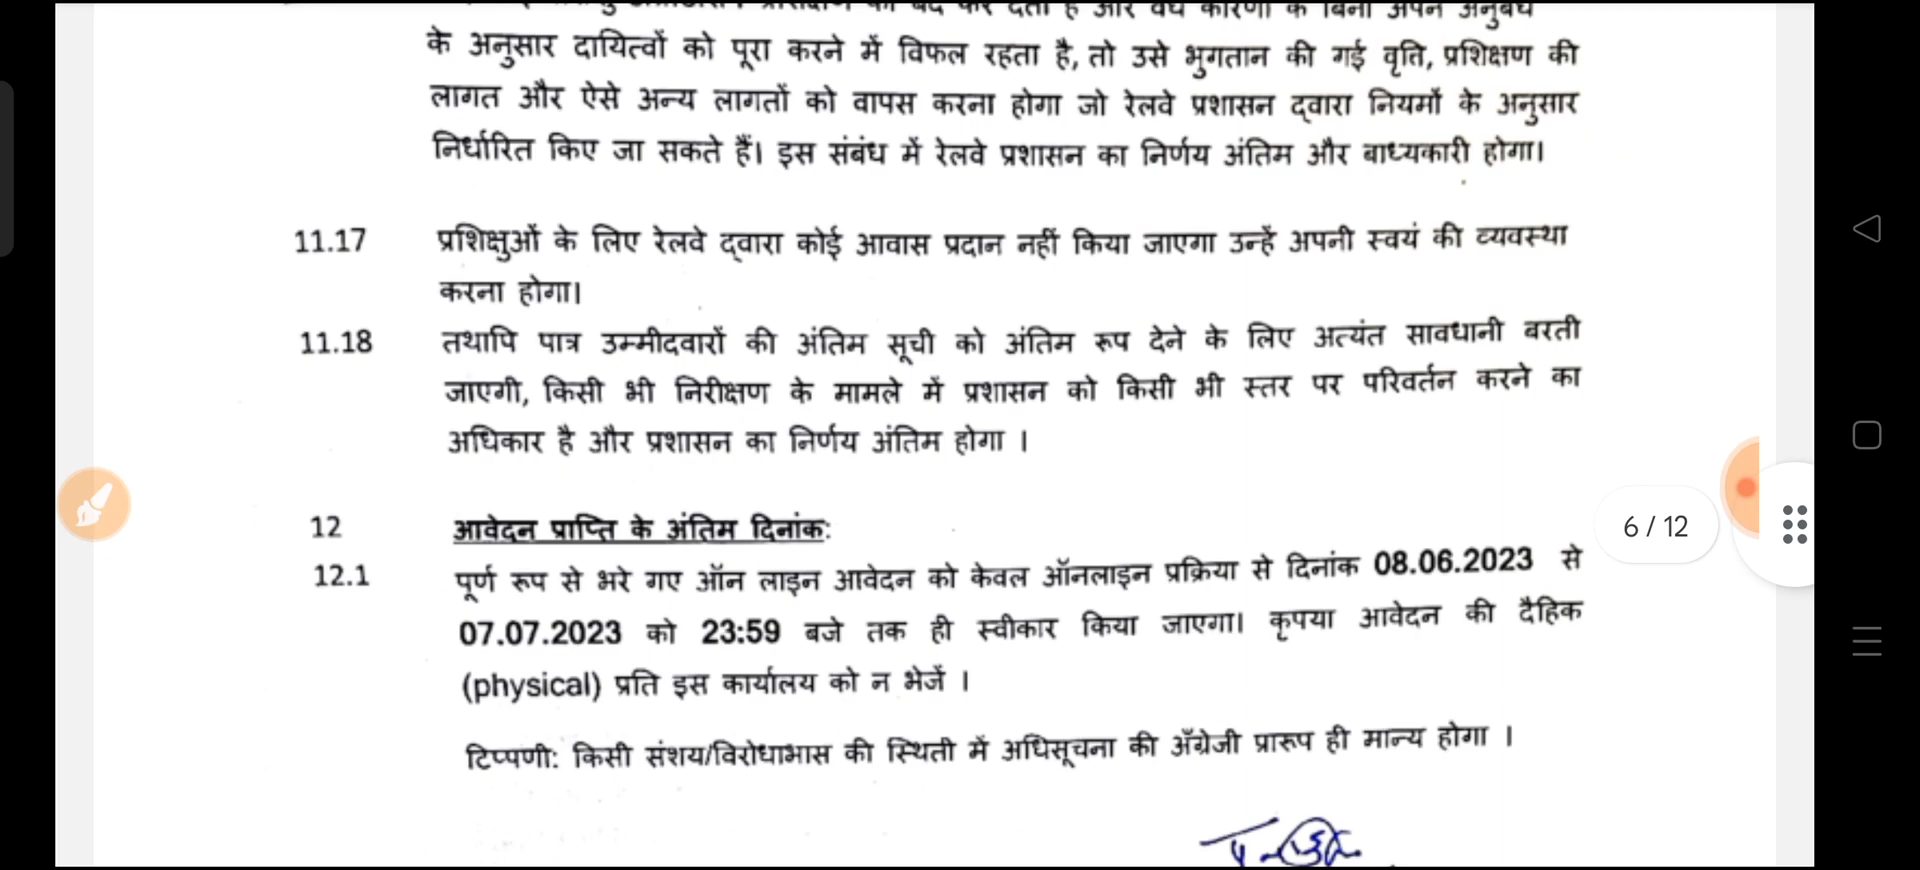 के अनुसार दायित्वों को पूरा करने में विफल रहता है, तो उसे भुगतान की गई वृति, प्रशिक्षण की
लागत और ऐसे अन्य लागतों को वापस करना होगा जो रेलवे प्रशासन द्वारा नियमों के अनुसार
निर्धारित किए जा सकते हैं। इस संबंध में रेलवे प्रशासन का निर्णय अंतिम और बाध्यकारी होगा।
11.17 प्रशिक्षुओं के लिए रेलवे द्वारा कोई आवास प्रदान नहीं किया जाएगा उन्हें अपनी स्वयं की व्यवस्था
करना होगा।
11.18 तथापि पात्र उम्मीदवारों की अंतिम सूची को अंतिम रूप देने के लिए अत्यंत सावधानी बरती
जाएगी, किसी भी निरीक्षण के मामले में प्रशासन को किसी भी स्तर पर परिवर्तन करने का
अधिकार है और प्रशासन का निर्णय अंतिम होगा ।
12 आवेदन प्राप्ति के अंतिम दिनांक:
12.1 पूर्ण रूप से भरे गए ऑन लाइन आवेदन को केवल ऑनलाइन प्रक्रिया से दिनांक 08.06.2023 से
07.07.2023 को 23:59 बजे तक ही स्वीकार किया जाएगा। कृपया आवेदन की दैहिक
(physical) प्रति इस कार्यालय को न भेजें ।
टिप्पणी: किसी संशय/विरोधाभास की स्थिती में अधिसूचना की अँग्रेजी प्रारूप ही मान्य होगा ।
6 / 12